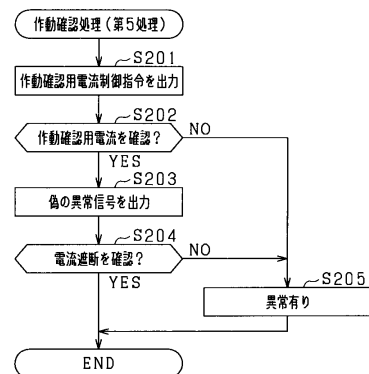 作動確認処理(第5処理)
S201
作動確認用電流制御指令を出力
S202
作動確認用電流を確認?
NO
YES
S203
偽の異常信号を出力
S204
電流遮断を確認?
NO
YES
S205
異常有り
END